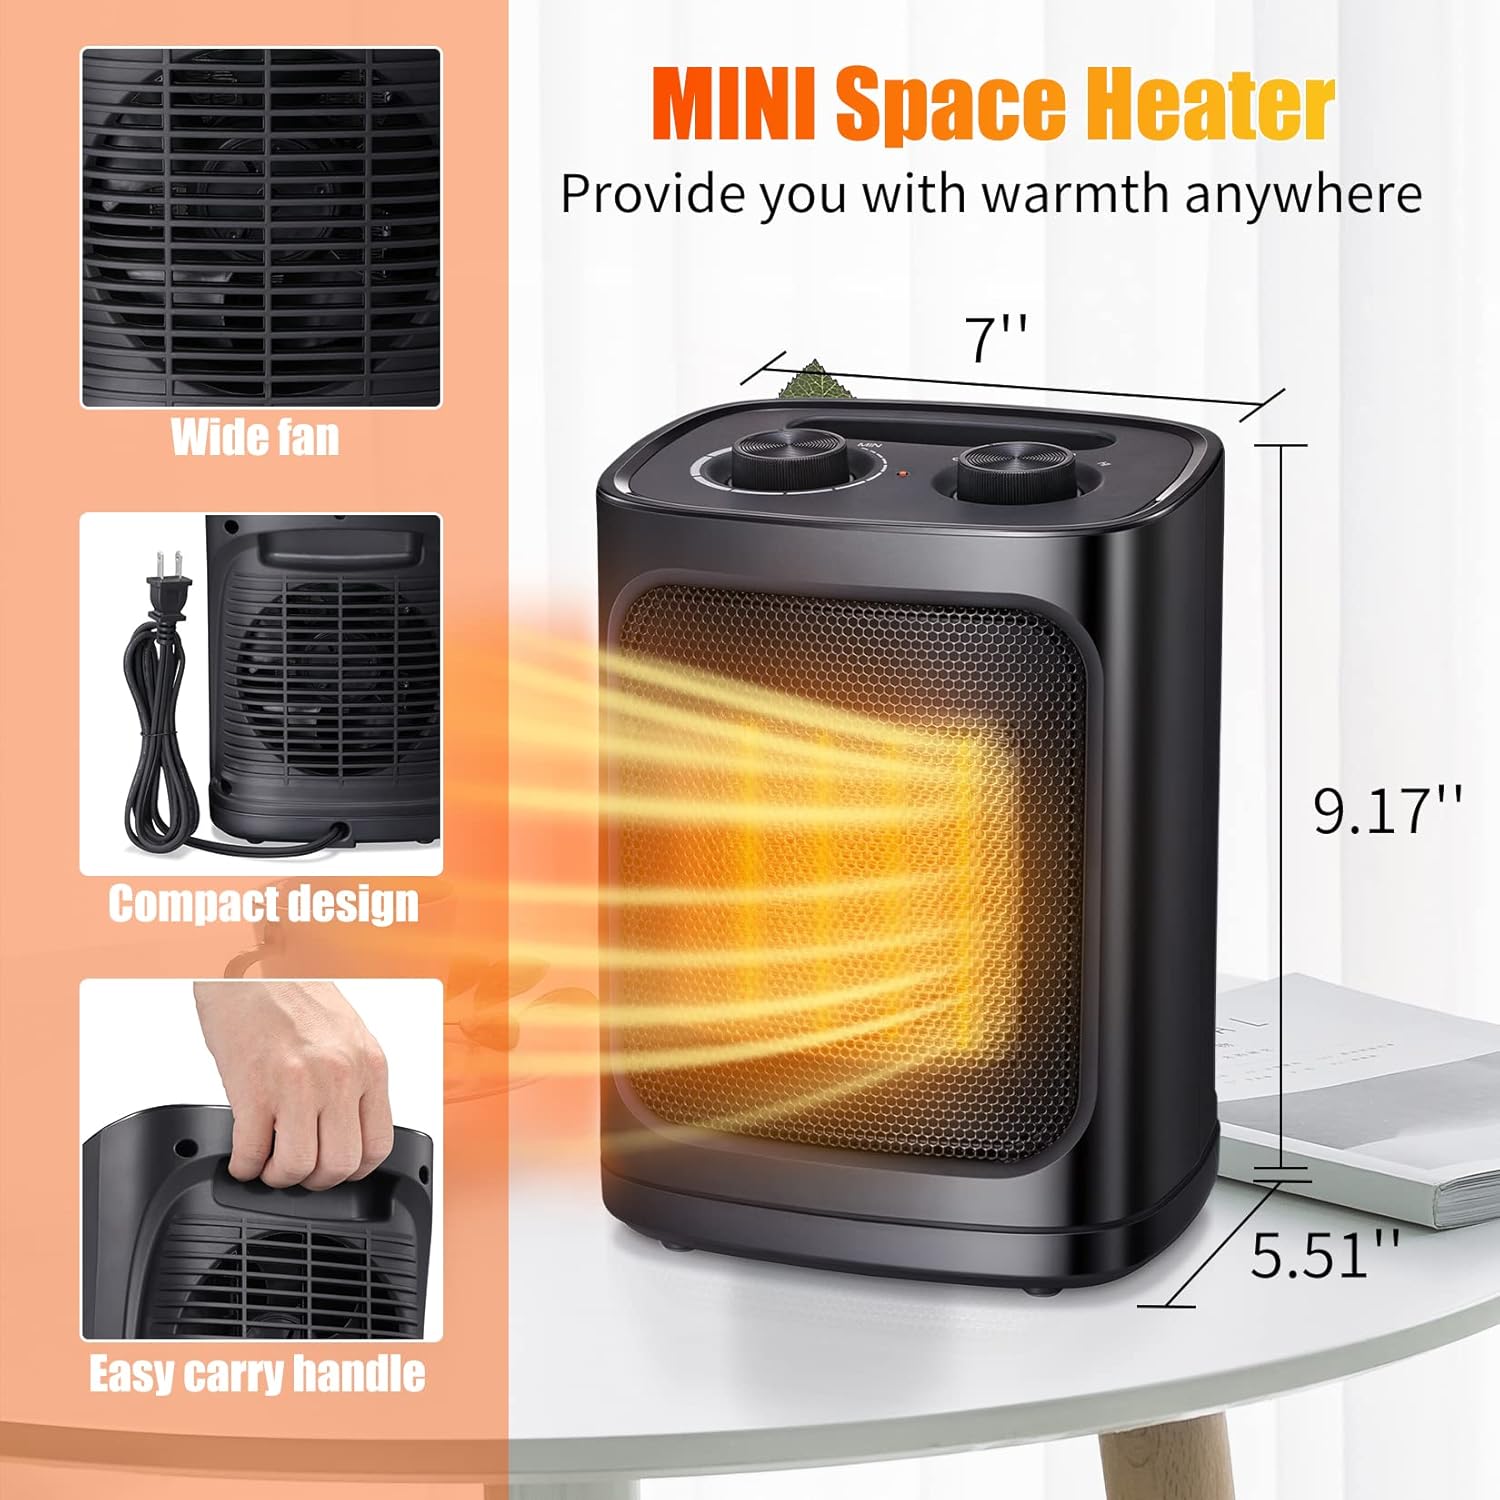 MINI Space Heater
Provide you with warmth anywhere
7''
MIN
9.17''
5.51''
Wide fan
Compact design
Easy carry handle